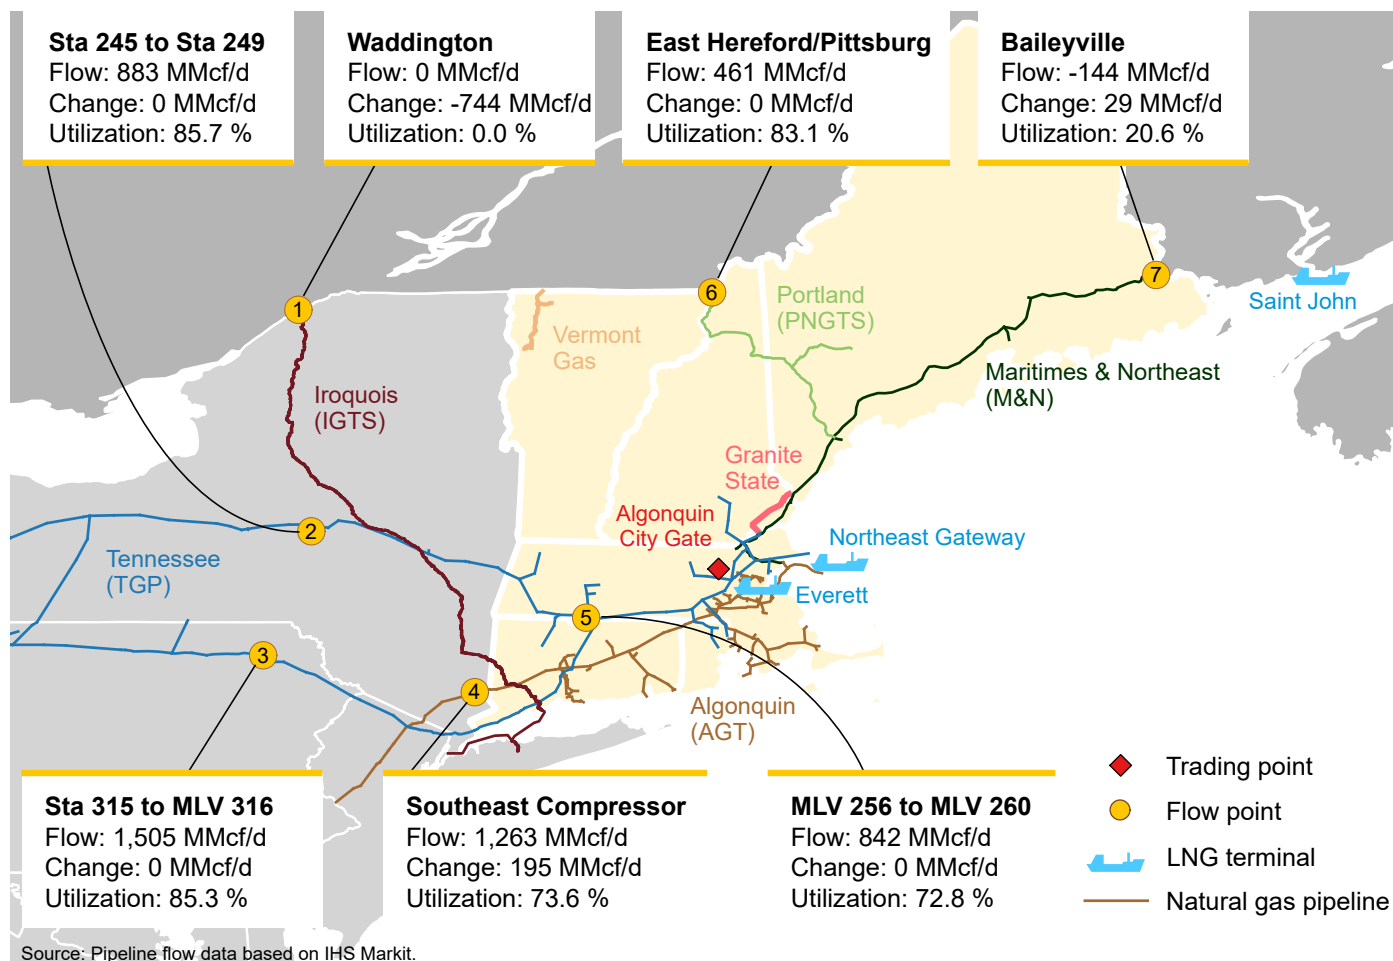 Sta 245 to Sta 249
Flow: 883 MMcf/d
Change: 0 MMcf/d
Utilization: 85.7 %
Waddington
Flow: 0 MMcf/d
Change: -744 MMcf/d
Utilization: 0.0 %
East Hereford/Pittsburg
Flow: 461 MMcf/d
Change: 0 MMcf/d
Utilization: 83.1 %
Baileyville
Flow: -144 MMcf/d
Change: 29 MMcf/d
Utilization: 20.6 %
7
6
1
Saint John
Portland
(PNGTS)
Vermont
Gas
Maritimes & Northeast
(M&N)
Iroquois
(IGTS)
Granite
State
Algonquin
City Gate
2
Northeast Gateway
Tennessee
(TGP)
Everett
5
3
4
Algonquin
(AGT)
Sta 315 to MLV 316
Flow: 1,505 MMcf/d
Change: 0 MMcf/d
Utilization: 85.3 %
Southeast Compressor
Flow: 1,263 MMcf/d
Change: 195 MMcf/d
Utilization: 73.6 %
MLV 256 to MLV 260
Flow: 842 MMcf/d
Change: 0 MMcf/d
Utilization: 72.8 %
Trading point
Flow point
LNG terminal
Natural gas pipeline
Source: Pipeline flow data based on IHS Markit.